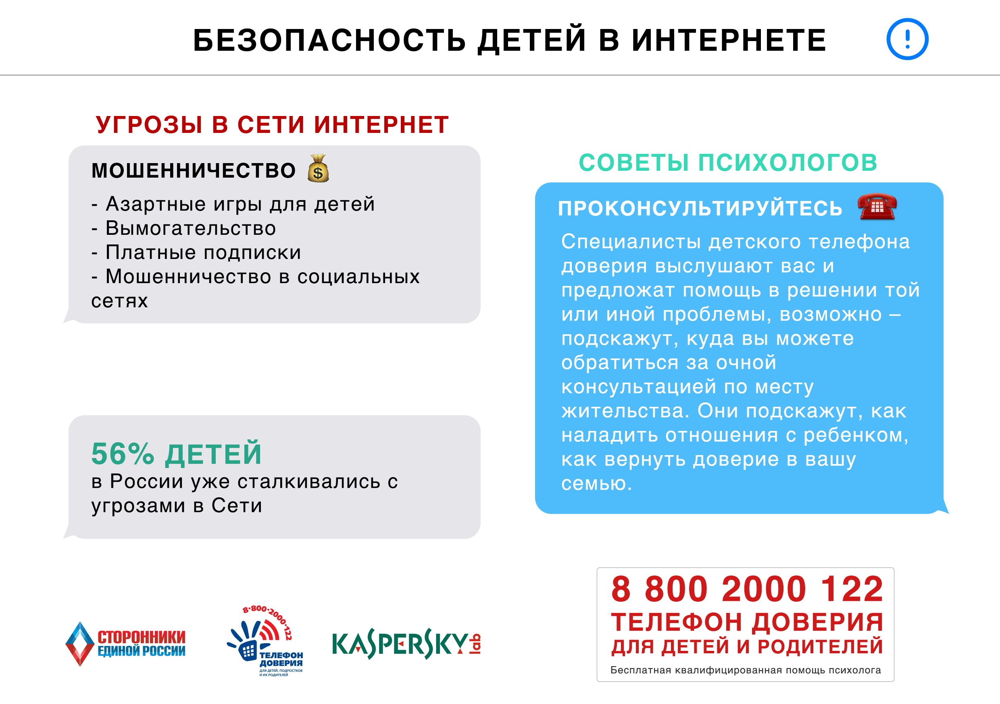 БЕЗОПАСНОСТЬ ДЕТЕЙ В ИНТЕРНЕТЕ
УГРОЗЫ В СЕТИ ИНТЕРНЕТ
МОШЕННИЧЕСТВО
- Азартные игры для детей
- Вымогательство
- Платные подписки
- Мошенничество в социальных
сетях
56% ДЕТЕЙ
в России уже сталкивались с
угрозами в Сети
СОВЕТЫ ПСИХОЛОГОВ
ПРОКОНСУЛЬТИРУЙТЕСЬ
Специалисты детского телефона
доверия выслушают вас и
предложат помощь в решении той
или иной проблемы, возможно –
подскажут, куда вы можете
обратиться за очной
консультацией по месту
жительства. Они подскажут, как
наладить отношения с ребенком,
как вернуть доверие в вашу
семью.
СТОРОННИКИ
ЕДИНОЙ РОССИИ
8·800·2000·122
ТЕЛЕФОН
ДОВЕРИЯ
ДЛЯ ДЕТЕЙ, ПОДРОСТКОВ
И ИХ РОДИТЕЛЕЙ
KASPERSKY lab
8 800 2000 122
ТЕЛЕФОН ДОВЕРИЯ
ДЛЯ ДЕТЕЙ И РОДИТЕЛЕЙ
Бесплатная квалифицированная помощь психолога